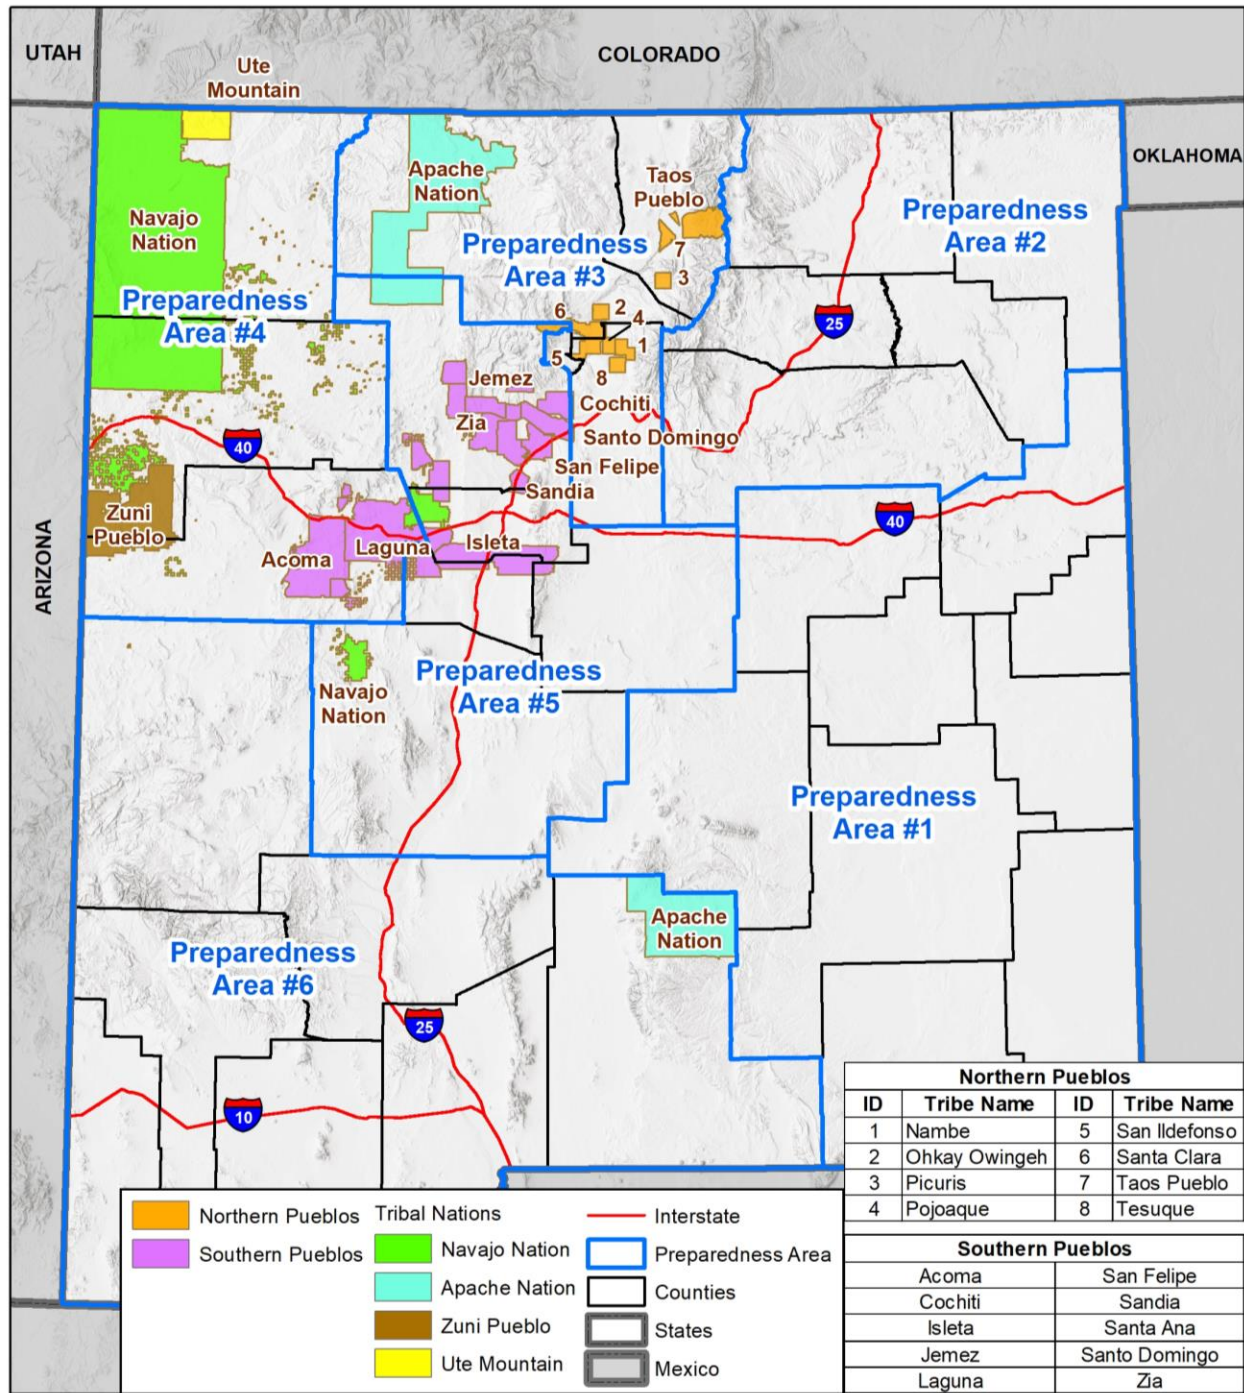 UTAH
COLORADO
Ute
Mountain
OKLAHOMA
Apache
Nation
Taos
Pueblo
Navajo
Nation
Preparedness
Area #2
Preparedness
Area #3
7
3
Preparedness
Area #4
6
2
4
25
5
1
8
Jemez
Cochiti
Zia
Santo Domingo
40
San Felipe
Sandia
Zuni
Pueblo
40
Acoma
Laguna
Isleta
ARIZONA
Preparedness
Area #5
Navajo
Nation
Preparedness
Area #1
Apache
Nation
Preparedness
Area #6
25
10
Northern Pueblos
ID Tribe Name ID Tribe Name
1 Nambe 5 San Ildefonso
2 Ohkay Owingeh 6 Santa Clara
3 Picuris 7 Taos Pueblo
4 Pojoaque 8 Tesuque
Southern Pueblos
Acoma San Felipe
Cochiti Sandia
Isleta Santa Ana
Jemez Santo Domingo
Laguna Zia
Northern Pueblos
Southern Pueblos
Tribal Nations
Navajo Nation
Apache Nation
Zuni Pueblo
Ute Mountain
Interstate
Preparedness Area
Counties
States
Mexico